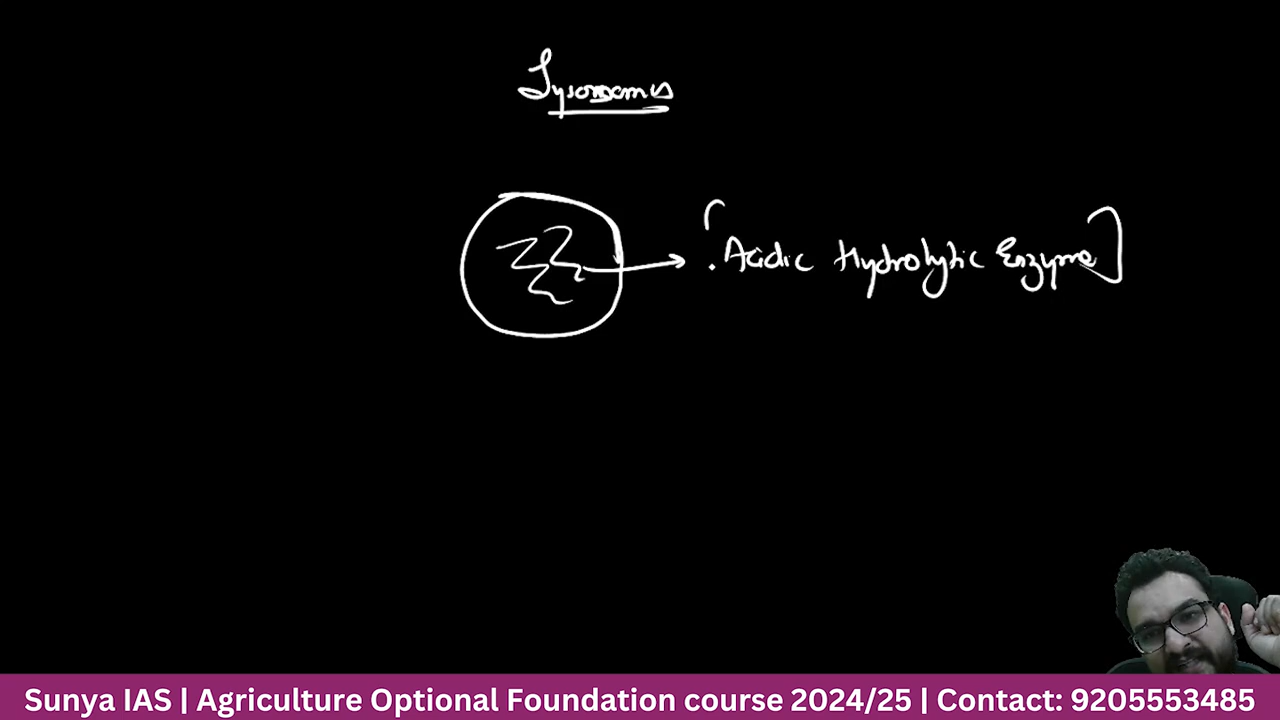 Lysosomes
[. Acidic Hydrolytic Enzyme]
Sunya IAS | Agriculture Optional Foundation course 2024/25 | Contact: 9205553485